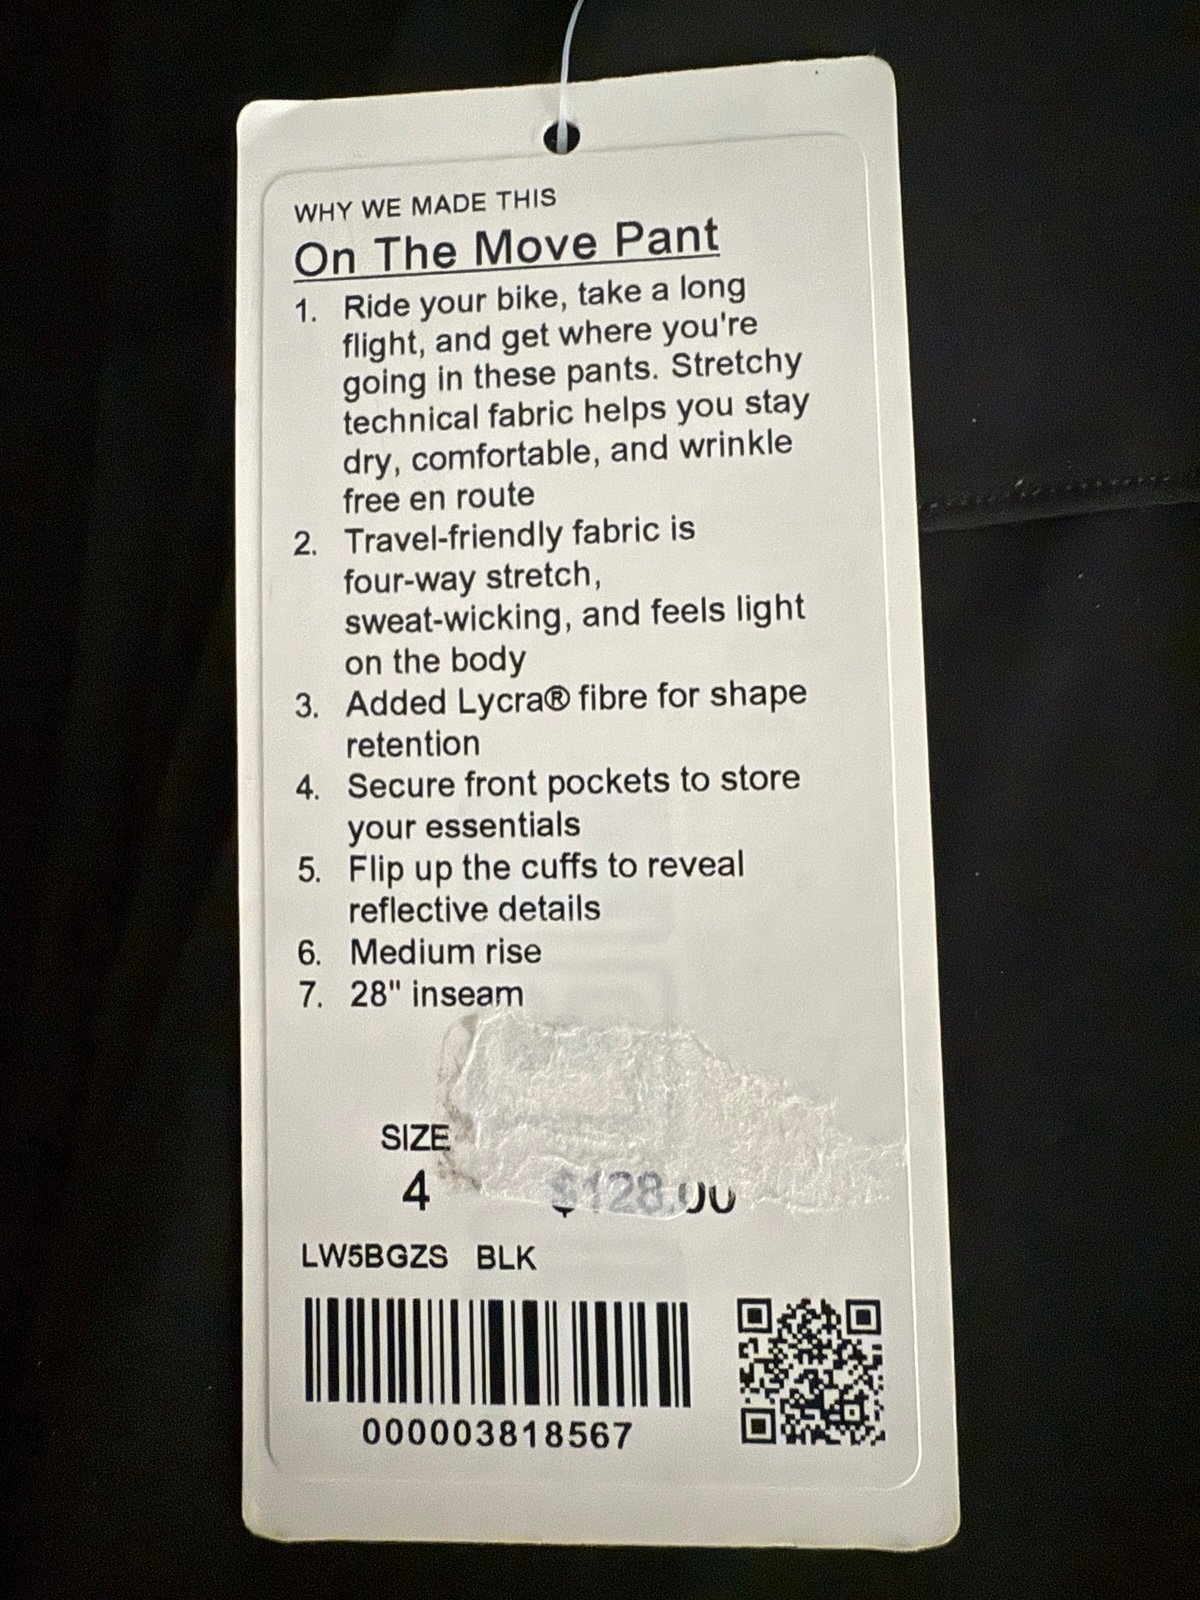 WHY WE MADE THIS
On The Move Pant
1. Ride your bike, take a long
flight, and get where you're
going in these pants. Stretchy
technical fabric helps you stay
dry, comfortable, and wrinkle
free en route
2. Travel-friendly fabric is
four-way stretch,
sweat-wicking, and feels light
on the body
3. Added Lycra® fibre for shape
retention
4. Secure front pockets to store
your essentials
5. Flip up the cuffs to reveal
reflective details
6. Medium rise
7. 28" inseam
SIZE
4 $128.00
LW5BGZS BLK
000003818567